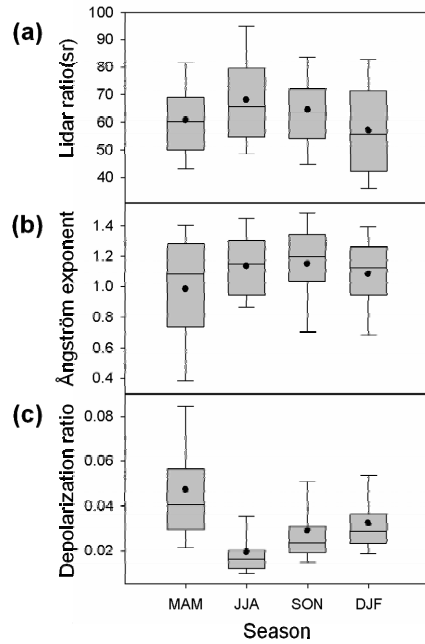 (a)
Lidar ratio(sr)
100
90
80
70
60
50
40
(b)
Ångström exponent
1.4
1.2
1.0
0.8
0.6
0.4
(c)
Depolarization ratio
0.08
0.06
0.04
0.02
MAM JJA SON DJF
Season